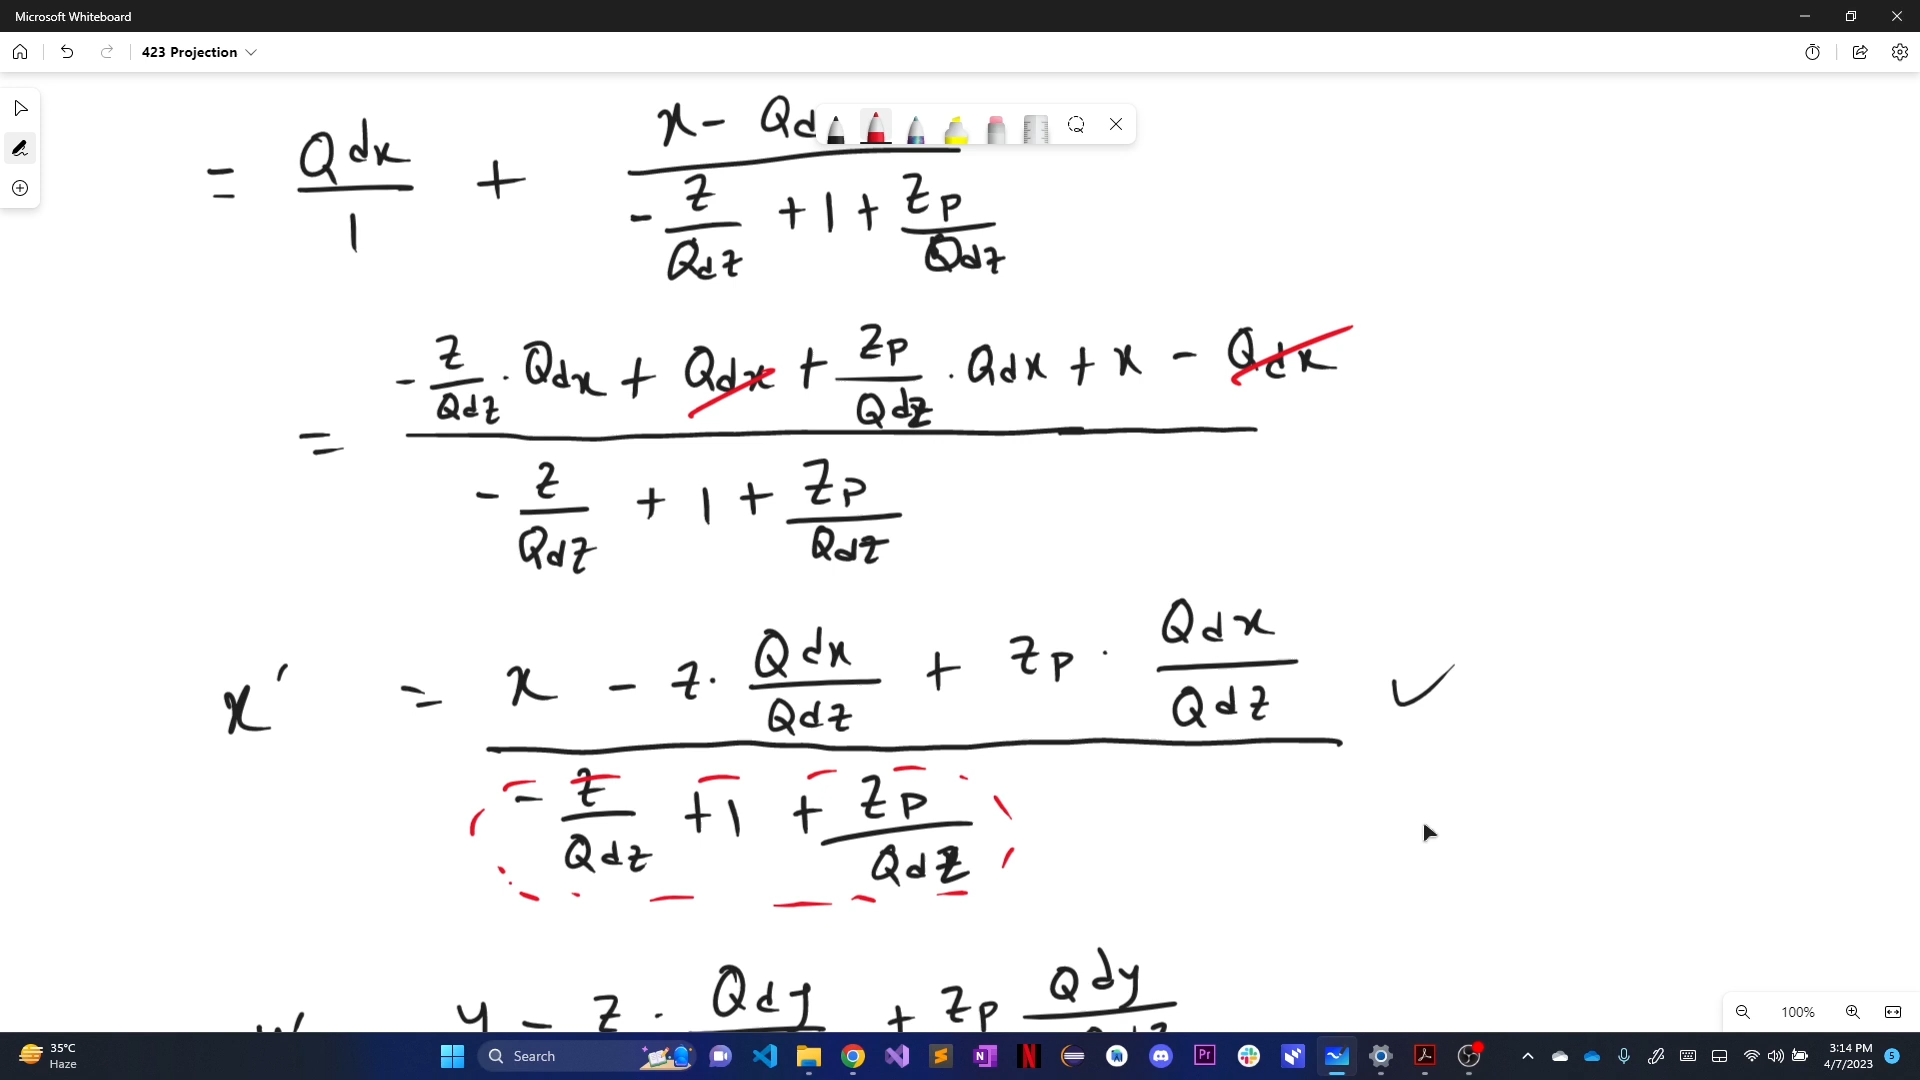 Microsoft Whiteboard
423 Projection
= Qdx/1 + (x - Qd)/(-z/Qdz + 1 + Zp/Qdz)
= (-z/Qdz . Qdx + Qdx + Zp/Qdz . Qdx + x - Qdx)/(-z/Qdz + 1 + Zp/Qdz)
x' = (x - z. Qdx/Qdz + Zp . Qdx/Qdz)/(-z/Qdz + 1 + Zp/Qdz) ✓
y - z . Qdy + Zp Qdy
100%
35°C
Haze
Search
Pr
3:14 PM
4/7/2023
5